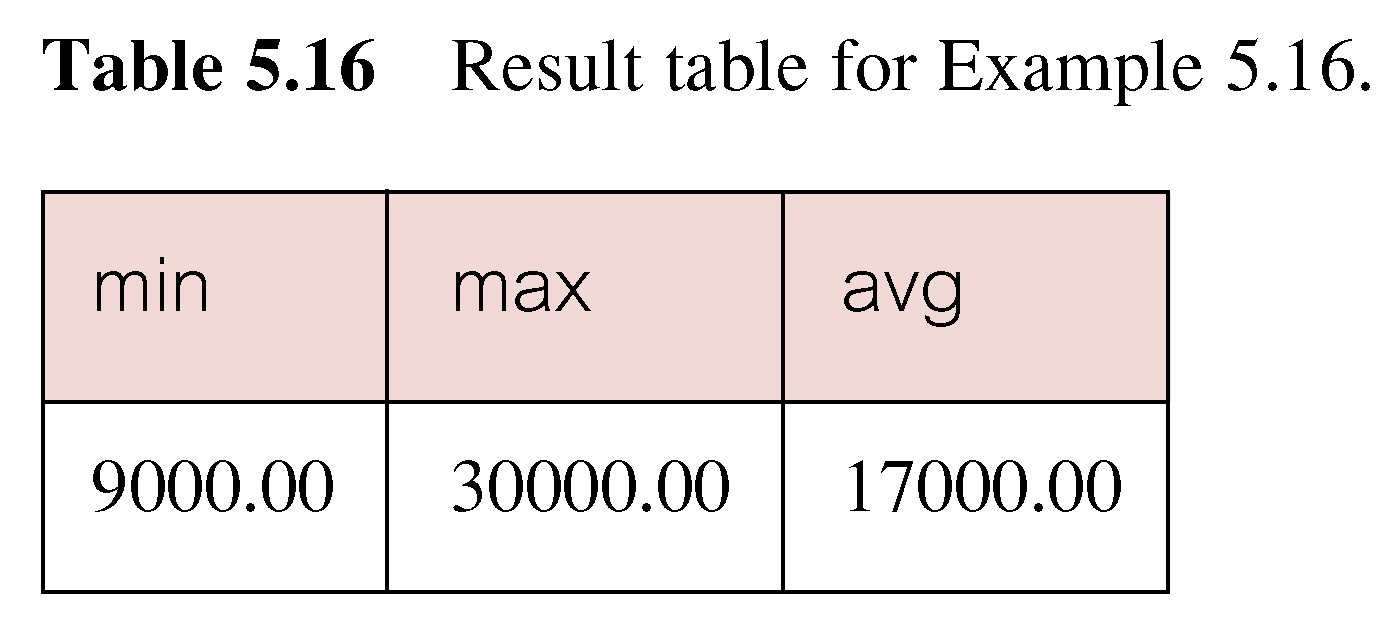 Table 5.16 Result table for Example 5.16.
min max avg
9000.00 30000.00 17000.00